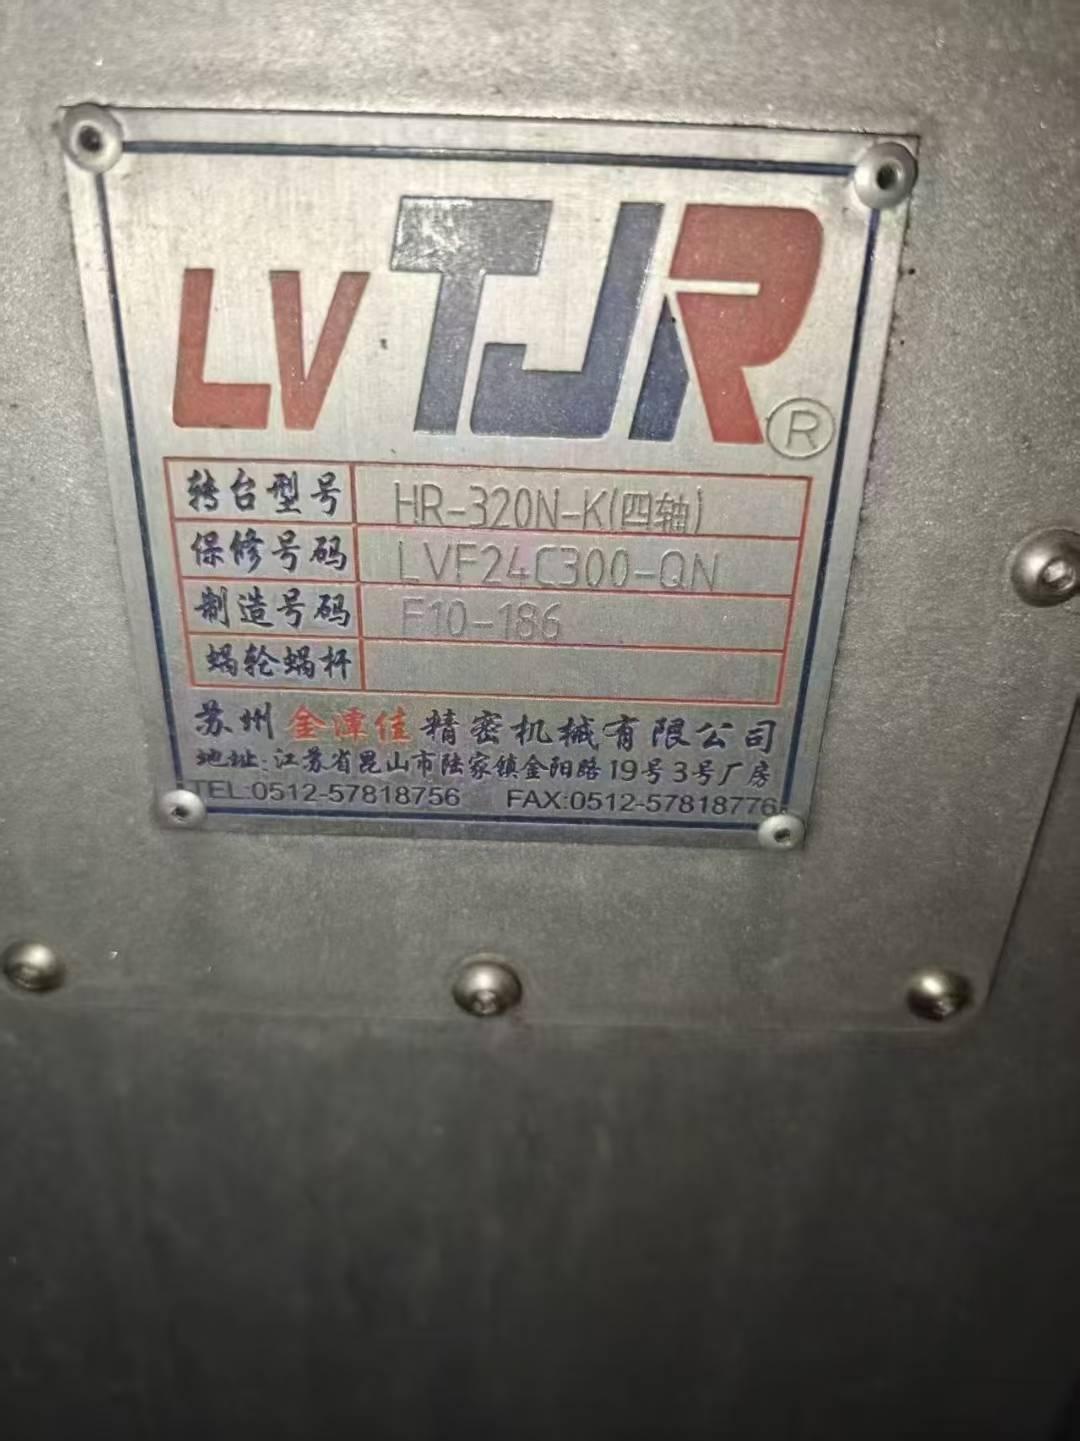 LV TJR ®
转台型号 HR-320N-K(四轴)
保修号码 LVF24C300-QN
制造号码 F10-186
蜗轮蜗杆
苏州金潭佳精密机械有限公司
地址:江苏省昆山市陆家镇金阳路19号3号厂房
TEL:0512-57818756 FAX:0512-57818776